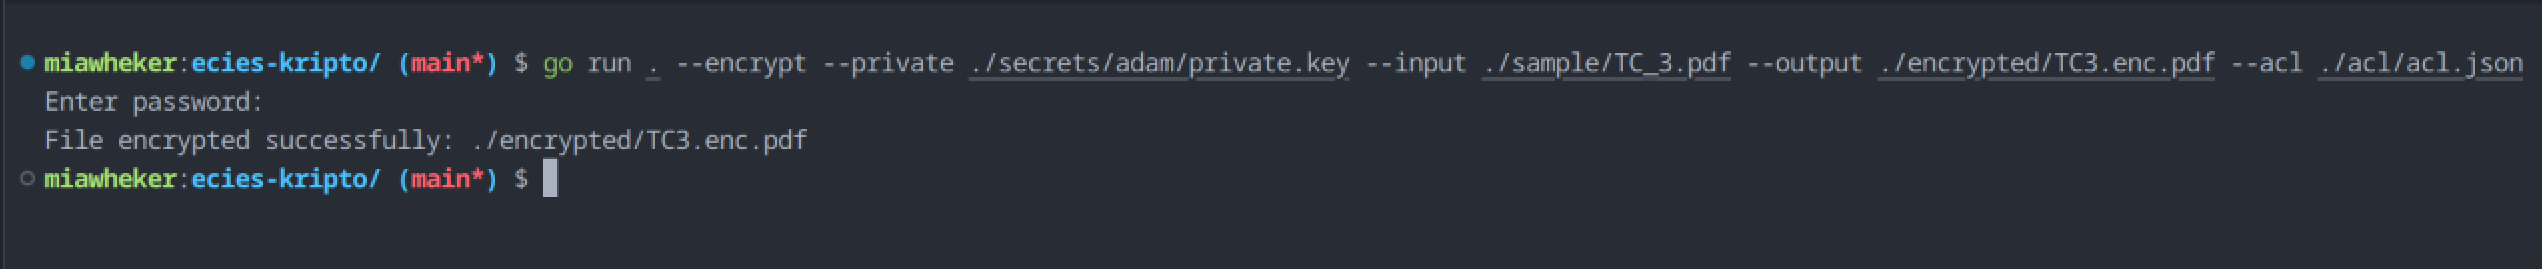 miawheker:ecies-kripto/ (main*) $ go run . --encrypt --private ./secrets/adam/private.key --input ./sample/TC_3.pdf --output ./encrypted/TC3.enc.pdf --acl ./acl/acl.json
Enter password:
File encrypted successfully: ./encrypted/TC3.enc.pdf
miawheker:ecies-kripto/ (main*) $